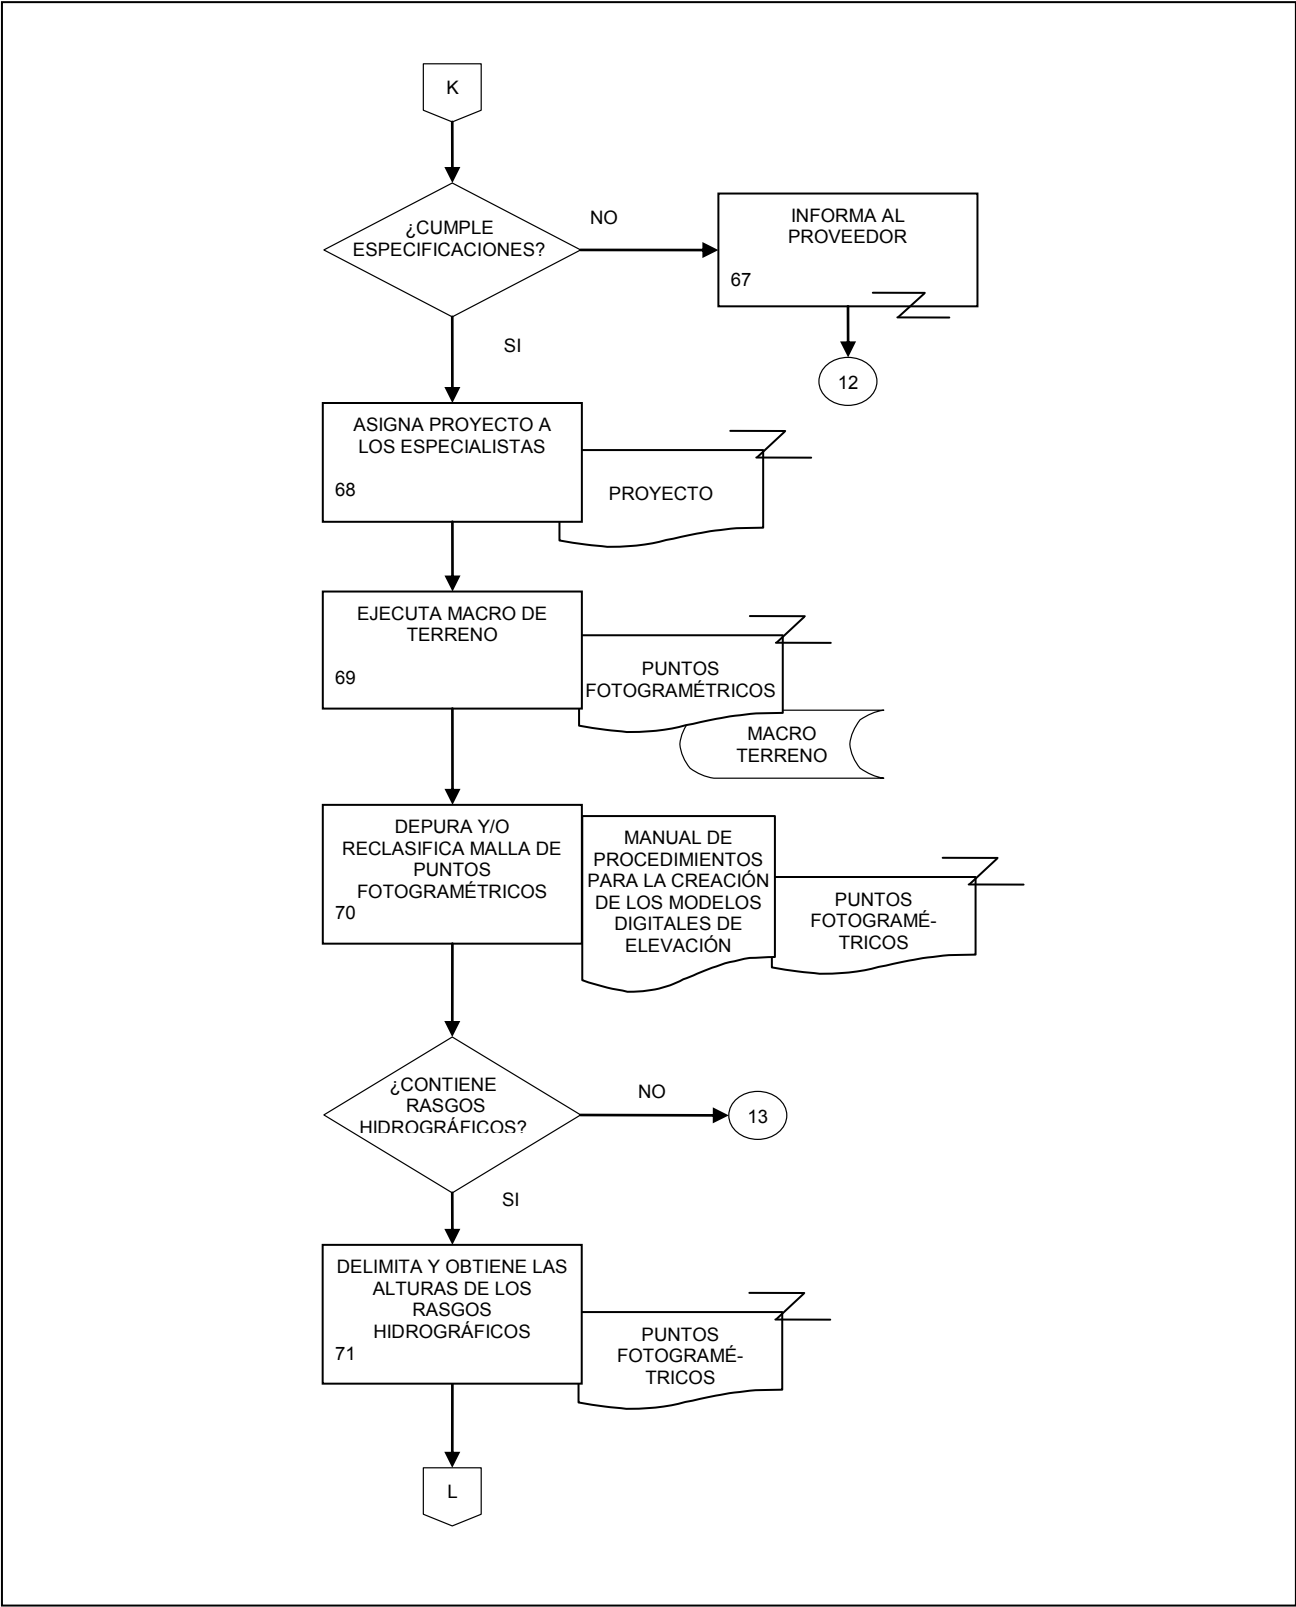 K
¿CUMPLE
ESPECIFICACIONES?
NO
INFORMA AL
PROVEEDOR
67
12
SI
ASIGNA PROYECTO A
LOS ESPECIALISTAS
68
PROYECTO
EJECUTA MACRO DE
TERRENO
69
PUNTOS
FOTOGRAMÉTRICOS
MACRO
TERRENO
DEPURA Y/O
RECLASIFICA MALLA DE
PUNTOS
FOTOGRAMÉTRICOS
70
MANUAL DE
PROCEDIMIENTOS
PARA LA CREACIÓN
DE LOS MODELOS
DIGITALES DE
ELEVACIÓN
PUNTOS
FOTOGRAMÉ-
TRICOS
¿CONTIENE
RASGOS
HIDROGRÁFICOS?
NO
13
SI
DELIMITA Y OBTIENE LAS
ALTURAS DE LOS
RASGOS
HIDROGRÁFICOS
71
PUNTOS
FOTOGRAMÉ-
TRICOS
L